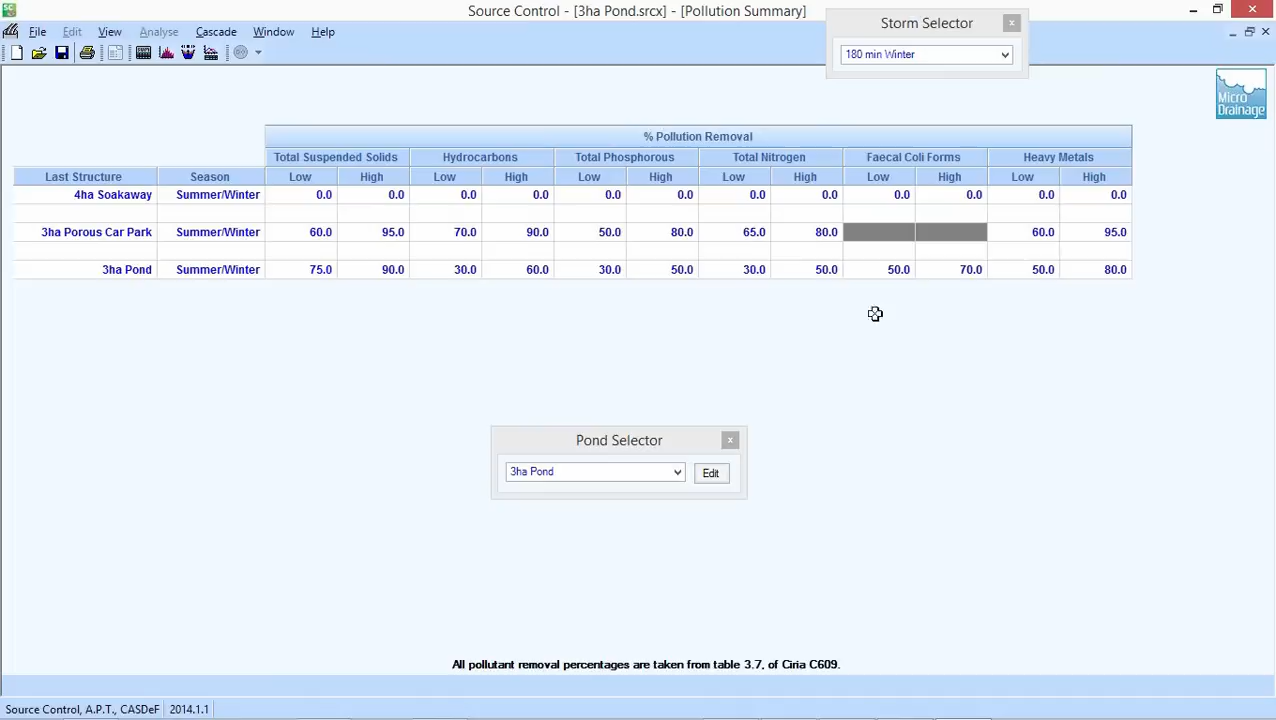 Source Control - [3ha Pond.srcx] - [Pollution Summary]
Storm Selector
File Edit View Analyse Cascade Window Help
180 min Winter
Micro
Drainage
% Pollution Removal
Total Suspended Solids Hydrocarbons Total Phosphorous Total Nitrogen Faecal Coli Forms Heavy Metals
Last Structure Season Low High Low High Low High Low High Low High Low High
4ha Soakaway Summer/Winter 0.0 0.0 0.0 0.0 0.0 0.0 0.0 0.0 0.0 0.0 0.0 0.0
3ha Porous Car Park Summer/Winter 60.0 95.0 70.0 90.0 50.0 80.0 65.0 80.0 60.0 95.0
3ha Pond Summer/Winter 75.0 90.0 30.0 60.0 30.0 50.0 30.0 50.0 50.0 70.0 50.0 80.0
Pond Selector
3ha Pond Edit
All pollutant removal percentages are taken from table 3.7, of Ciria C609.
Source Control, A.P.T., CASDeF 2014.1.1